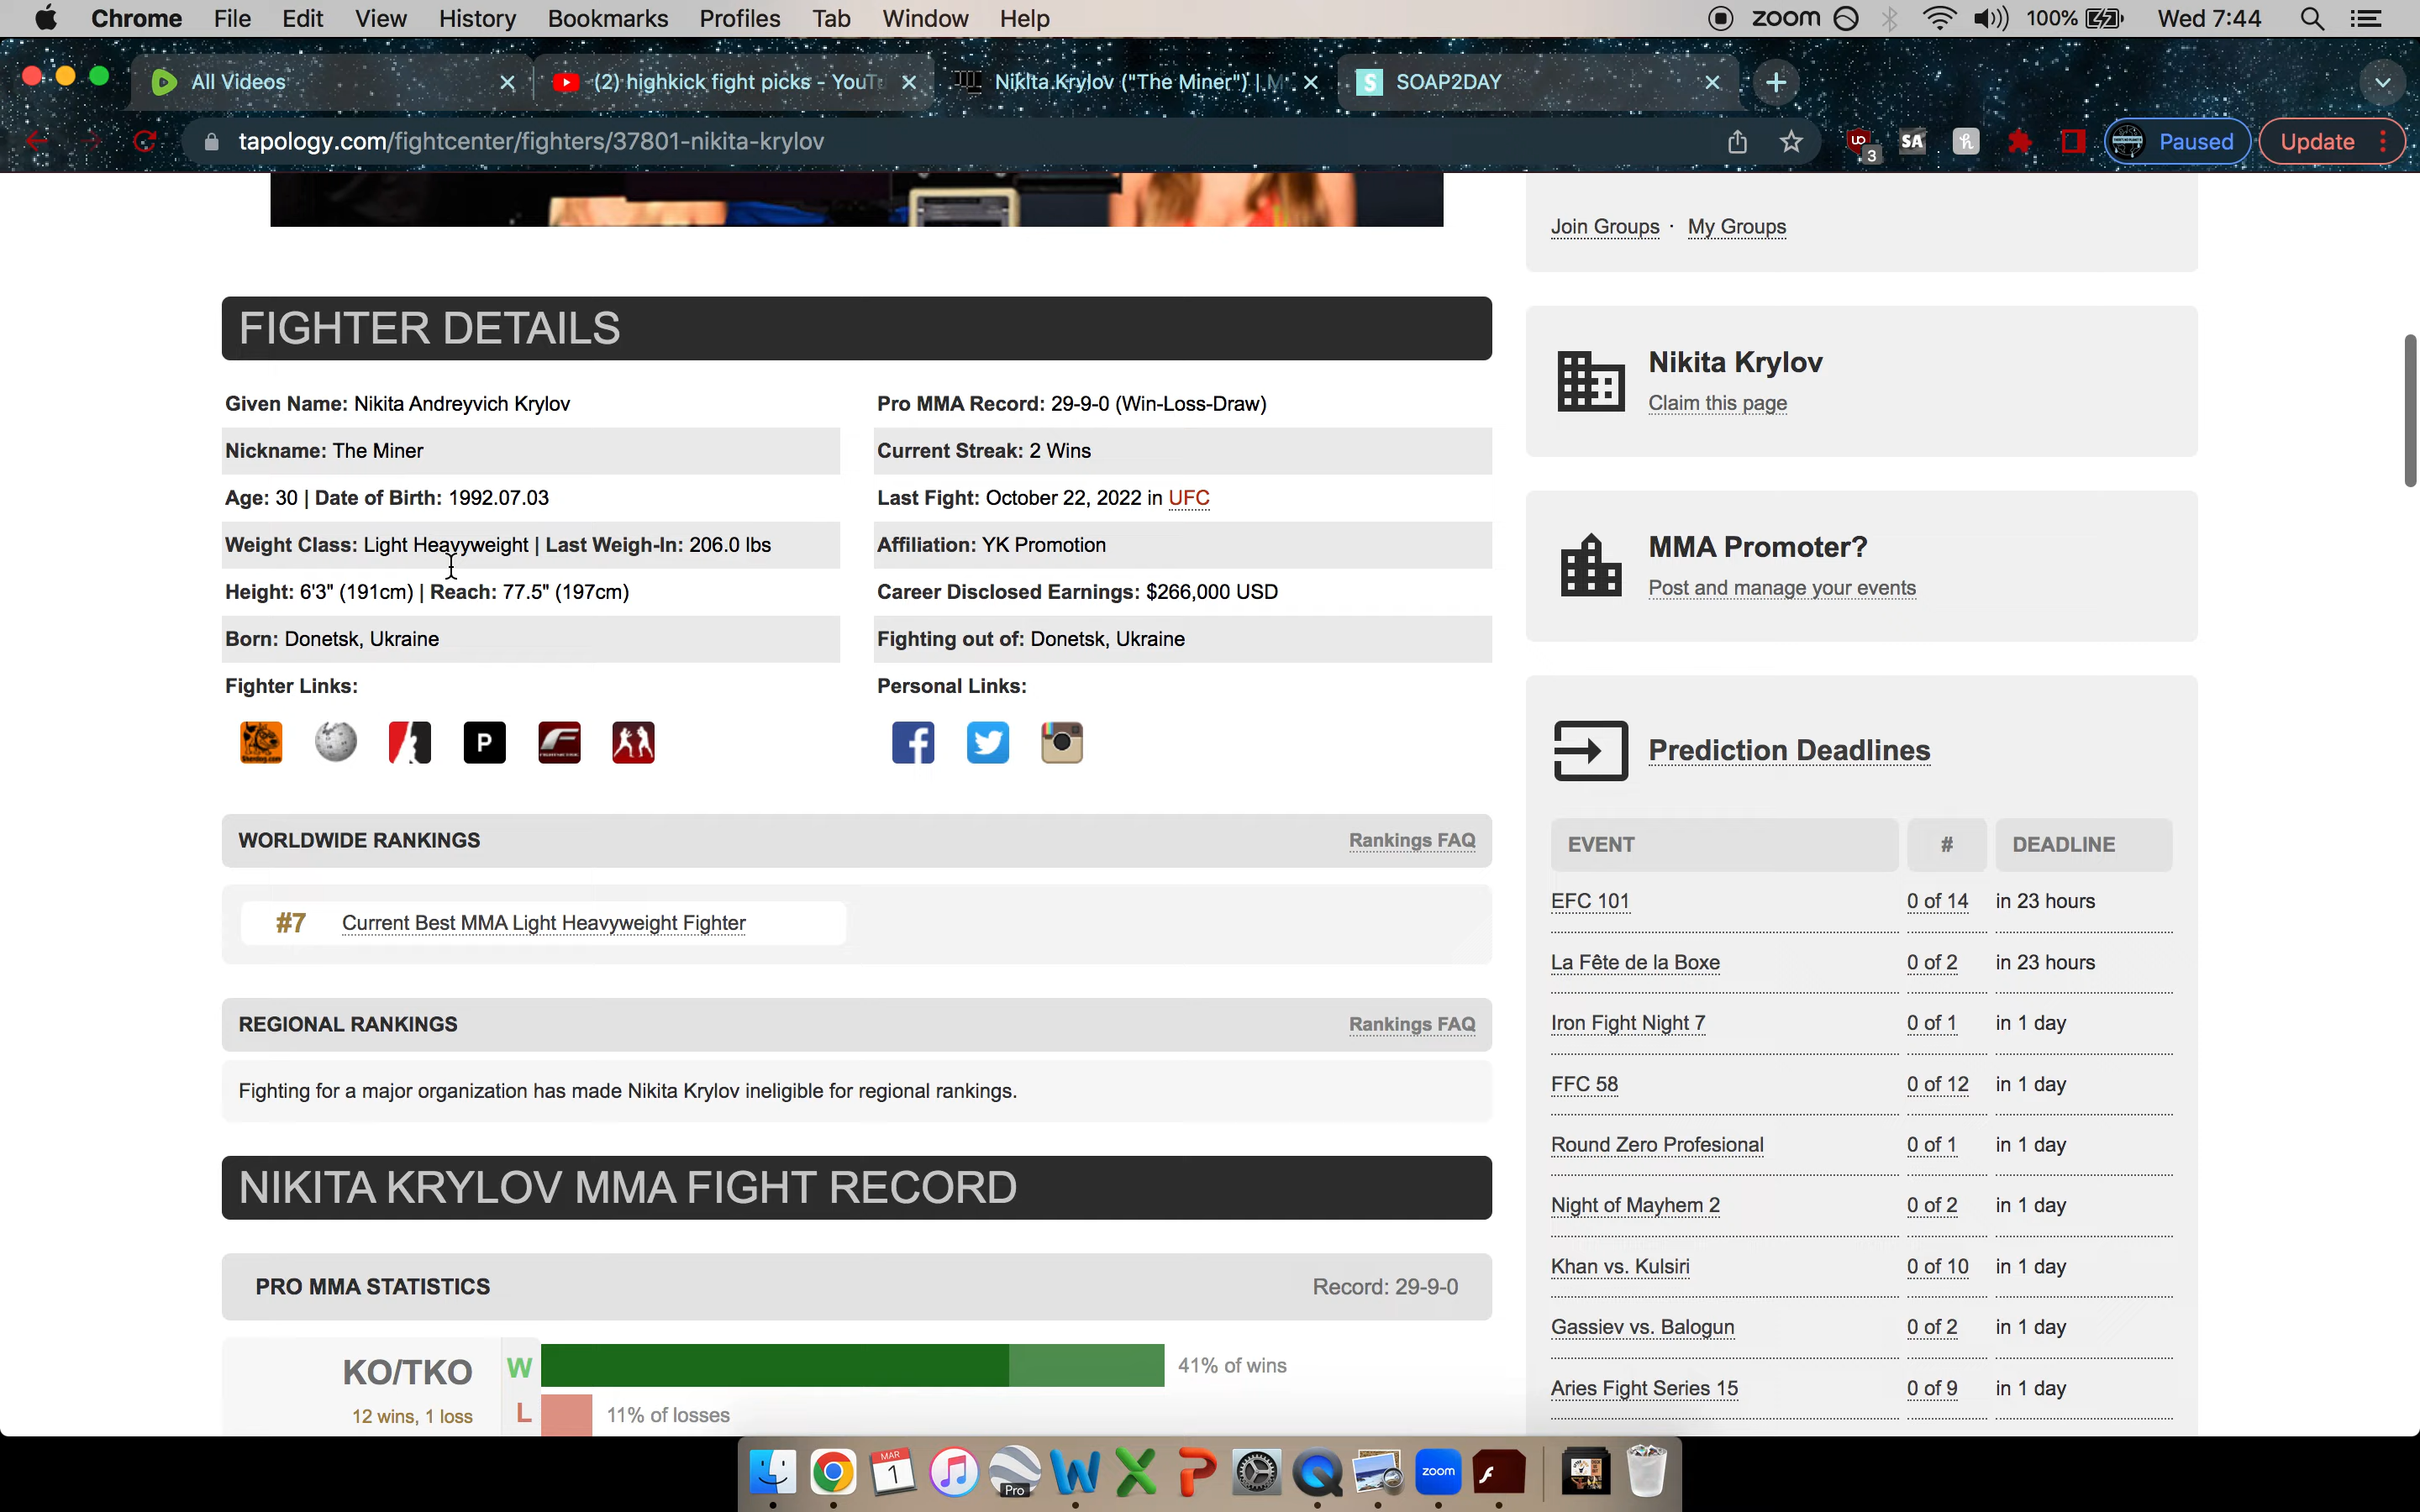 Chrome File Edit View History Bookmarks Profiles Tab Window Help zoom 100% Wed 7:44
All Videos (2) highkick fight picks - YouTu Nikita Krylov ("The Miner") | M SOAP2DAY
tapology.com/fightcenter/fighters/37801-nikita-krylov 3 SA Paused Update
Join Groups · My Groups
FIGHTER DETAILS
Given Name: Nikita Andreyvich Krylov
Nickname: The Miner
Age: 30 | Date of Birth: 1992.07.03
Weight Class: Light Heavyweight | Last Weigh-In: 206.0 lbs
Height: 6'3" (191cm) | Reach: 77.5" (197cm)
Born: Donetsk, Ukraine
Fighter Links:
P
Pro MMA Record: 29-9-0 (Win-Loss-Draw)
Current Streak: 2 Wins
Last Fight: October 22, 2022 in UFC
Affiliation: YK Promotion
Career Disclosed Earnings: $266,000 USD
Fighting out of: Donetsk, Ukraine
Personal Links:
WORLDWIDE RANKINGS Rankings FAQ
#7 Current Best MMA Light Heavyweight Fighter
REGIONAL RANKINGS Rankings FAQ
Fighting for a major organization has made Nikita Krylov ineligible for regional rankings.
NIKITA KRYLOV MMA FIGHT RECORD
PRO MMA STATISTICS Record: 29-9-0
KO/TKO W 41% of wins
12 wins, 1 loss L 11% of losses
Nikita Krylov
Claim this page
MMA Promoter?
Post and manage your events
Prediction Deadlines
EVENT # DEADLINE
EFC 101 0 of 14 in 23 hours
La Fête de la Boxe 0 of 2 in 23 hours
Iron Fight Night 7 0 of 1 in 1 day
FFC 58 0 of 12 in 1 day
Round Zero Profesional 0 of 1 in 1 day
Night of Mayhem 2 0 of 2 in 1 day
Khan vs. Kulsiri 0 of 10 in 1 day
Gassiev vs. Balogun 0 of 2 in 1 day
Aries Fight Series 15 0 of 9 in 1 day
MAR
1
Pro
zoom